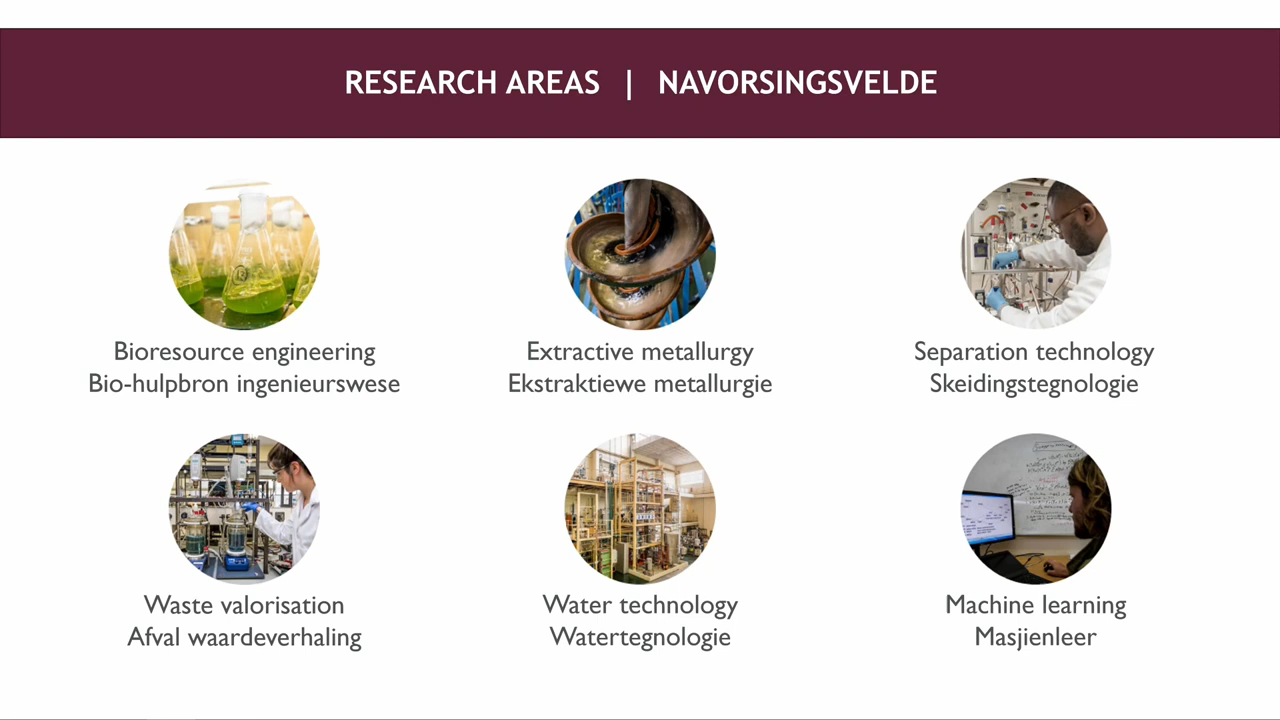 RESEARCH AREAS | NAVORSINGSVELDE
Bioresource engineering
Bio-hulpbron ingenieurswese
Extractive metallurgy
Ekstraktiewe metallurgie
Separation technology
Skeidingstegnologie
Waste valorisation
Afval waardeverhaling
Water technology
Watertegnologie
Machine learning
Masjienleer